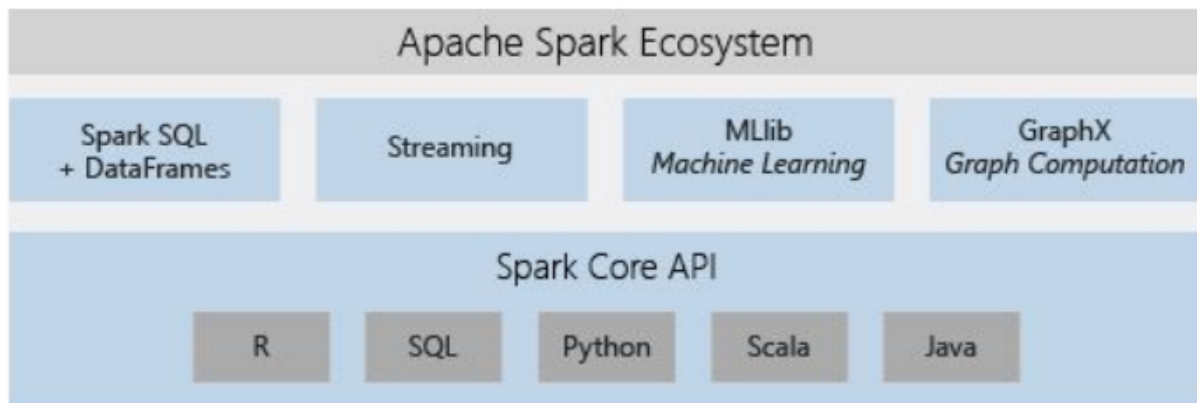 Apache Spark Ecosystem
Spark SQL
+ DataFrames
Streaming
MLlib
Machine Learning
GraphX
Graph Computation
Spark Core API
R
SQL
Python
Scala
Java